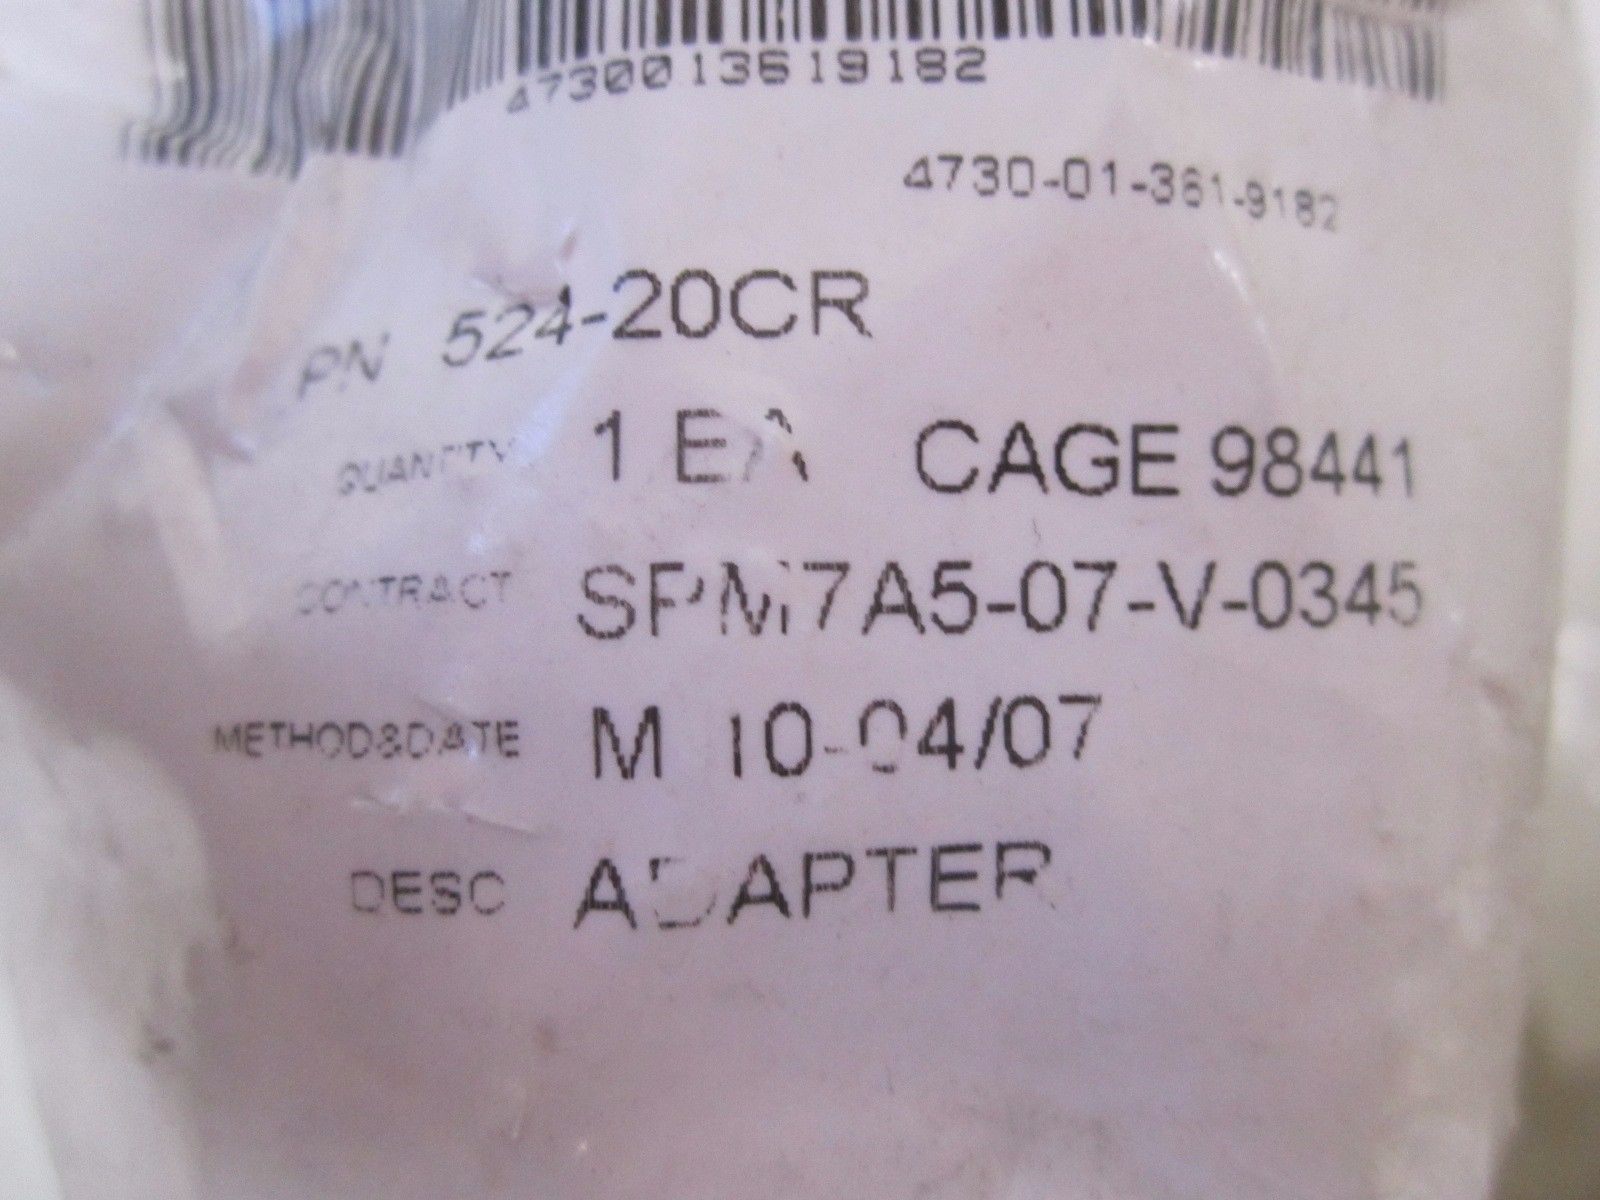 4730013619182
4730-01-361-9182
PN 524-20CR
QUANTITY 1 EA CAGE 98441
CONTRACT SPM7A5-07-V-0345
METHOD&DATE M 10-04/07
DESC ADAPTER